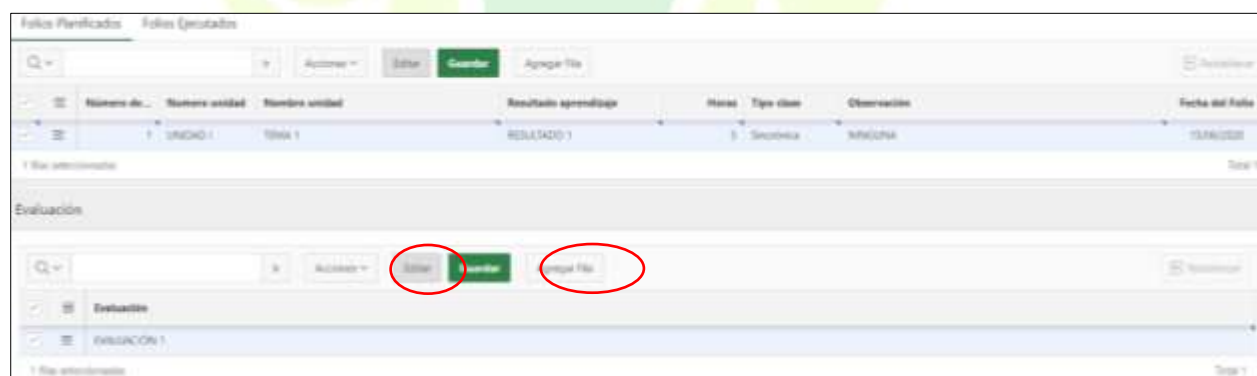 Folios Planificados Folios Ejecutados
Acciones Editar Guardar Agregar fila
Número de... Numero unidad Nombre unidad Resultado aprendizaje Horas Tipo clase Observación Fecha del Folio
1 UNIDAD I TEMA 1 RESULTADO 1 Sincrónica NINGUNA
1 filas seleccionadas Total 1
Evaluación
Acciones Editar Guardar Agregar fila
Evaluación
EVALUACIÓN 1
1 filas seleccionadas Total 1